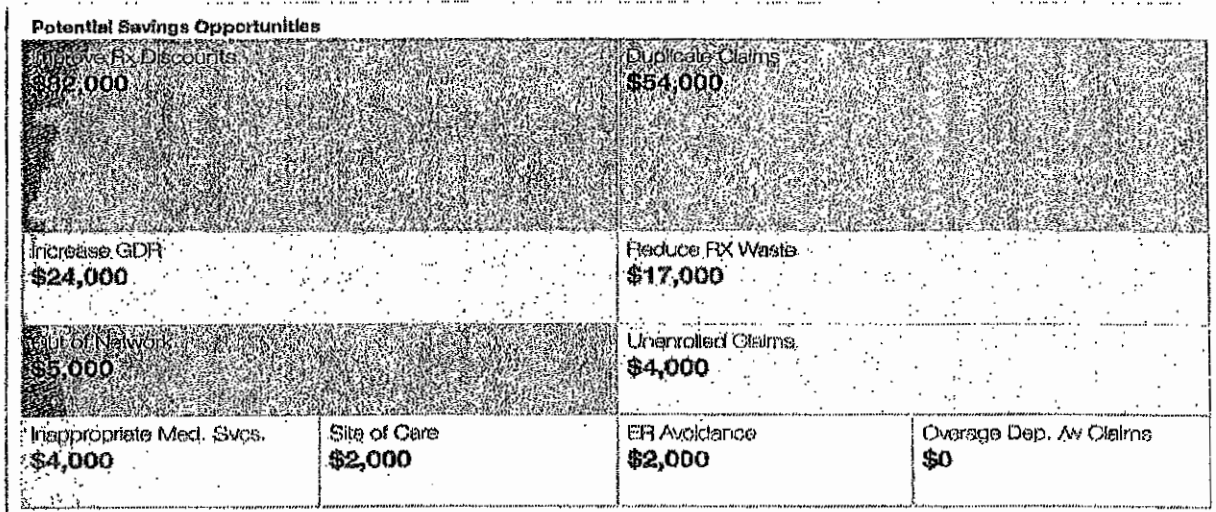 Potential Savings Opportunities
Improve Rx Discounts
$82,000
Duplicate Claims
$54,000
Increase GDR
$24,000
Reduce RX Waste
$17,000
Out of Network
$5,000
Unenrolled Claims
$4,000
Inappropriate Med. Svcs.
$4,000
Site of Care
$2,000
ER Avoidance
$2,000
Overage Dep. /w Claims
$0